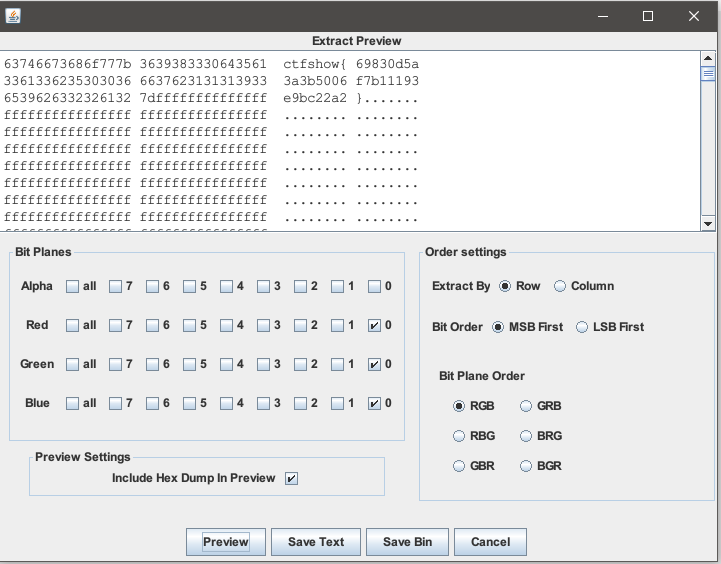 Extract Preview
63746673686f777b 3639383330643561 ctfshow{ 69830d5a
3361336235303036 6637623131313933 3a3b5006 f7b11193
6539626332326132 7dffffffffffffff e9bc22a2 }.......
ffffffffffffffff ffffffffffffffff ........ ........
ffffffffffffffff ffffffffffffffff ........ ........
ffffffffffffffff ffffffffffffffff ........ ........
ffffffffffffffff ffffffffffffffff ........ ........
ffffffffffffffff ffffffffffffffff ........ ........
ffffffffffffffff ffffffffffffffff ........ ........
ffffffffffffffff ffffffffffffffff ........ ........
Bit Planes
Alpha all 7 6 5 4 3 2 1 0
Red all 7 6 5 4 3 2 1 0
Green all 7 6 5 4 3 2 1 0
Blue all 7 6 5 4 3 2 1 0
Preview Settings
Include Hex Dump In Preview
Order settings
Extract By Row Column
Bit Order MSB First LSB First
Bit Plane Order
RGB GRB
RBG BRG
GBR BGR
Preview Save Text Save Bin Cancel